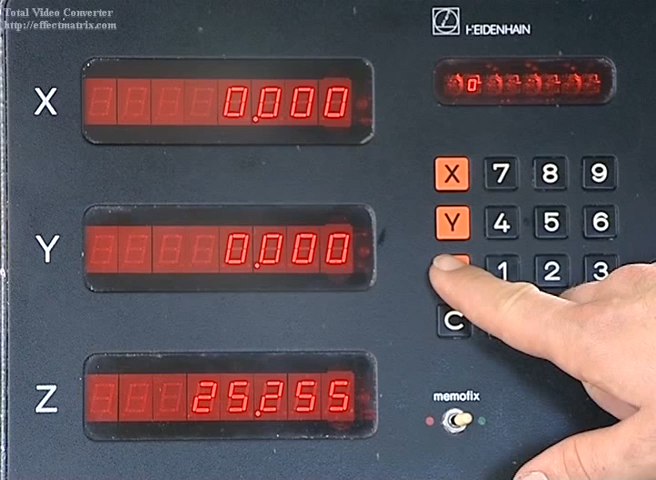 Total Video Converter
http://effectmatrix.com
HEIDENHAIN
X 0.000
0
X 7 8 9
Y 0.000
Y 4 5 6
1 2 3
C
Z 25.255
memofix